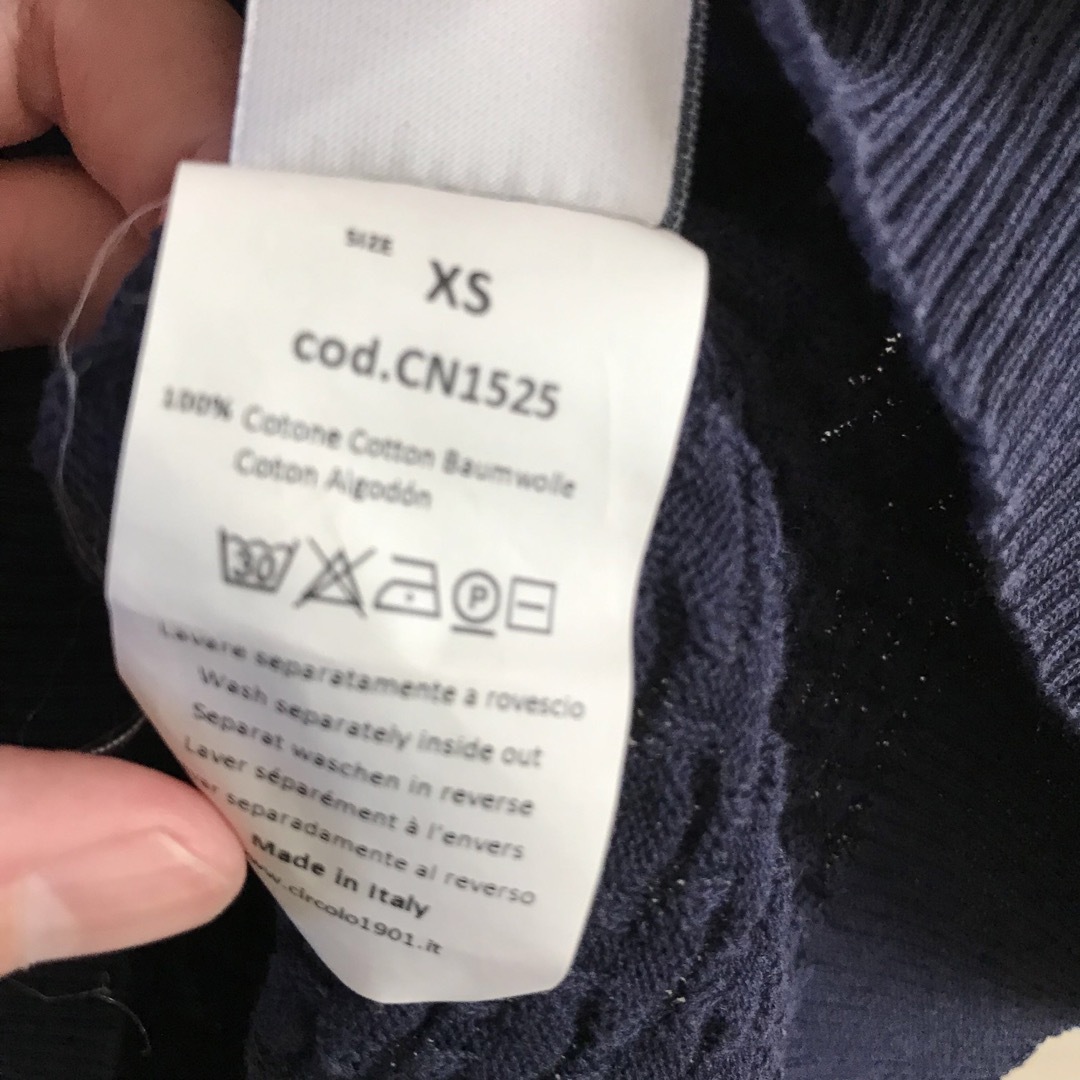 SIZE XS
cod.CN1525
100% Cotone Cotton Baumwolle
Coton Algodón
30 P
Lavare separatamente a rovescio
Wash separately inside out
Separat waschen in reverse
Laver séparément à l'envers
separadamente al reverso
Made in Italy
.circolo1901.it